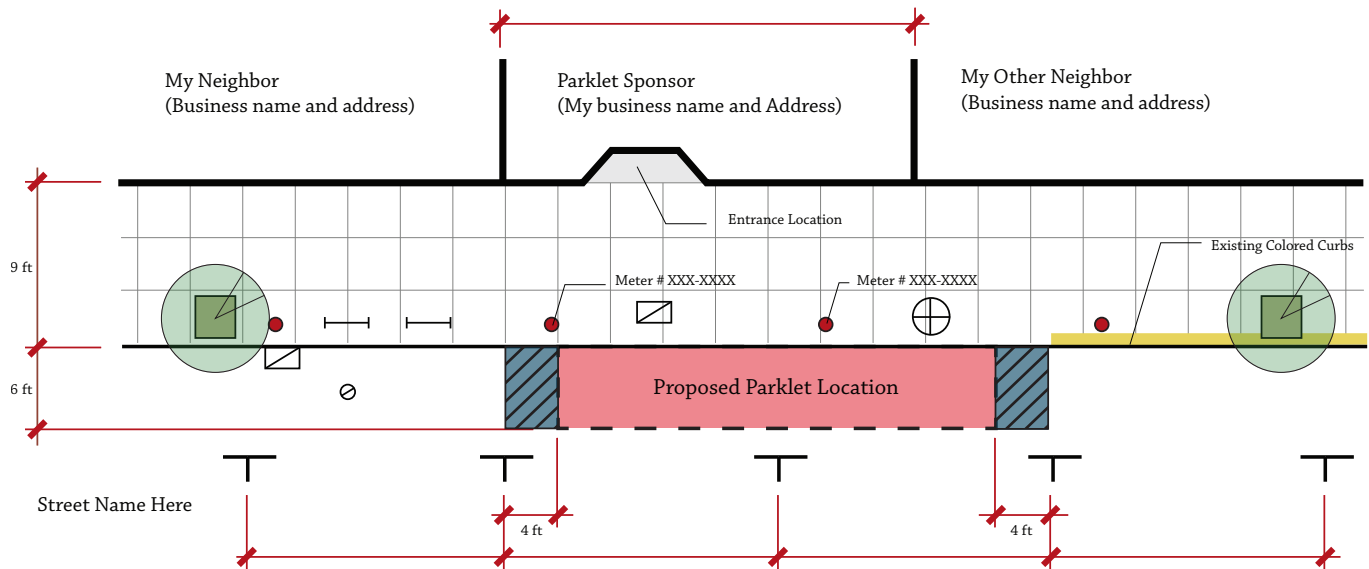 My Neighbor
(Business name and address)
Parklet Sponsor
(My business name and Address)
My Other Neighbor
(Business name and address)
Entrance Location
Existing Colored Curbs
9 ft
Meter # XXX-XXXX
Meter # XXX-XXXX
6 ft
Proposed Parklet Location
Street Name Here
4 ft
4 ft